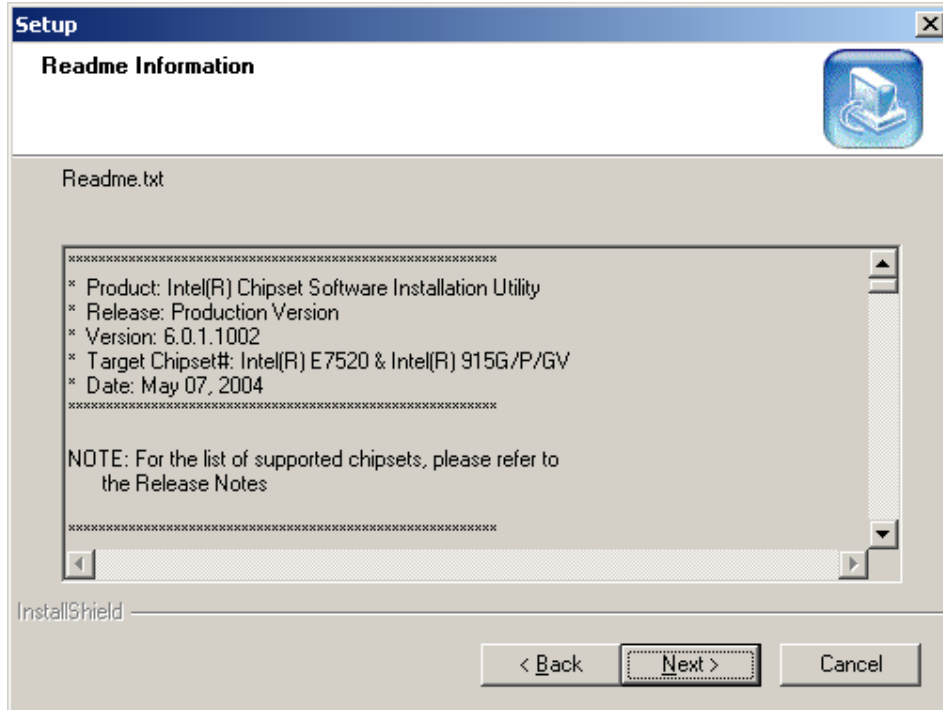 Setup
Readme Information
Readme.txt
*********************************************************
* Product: Intel(R) Chipset Software Installation Utility
* Release: Production Version
* Version: 6.0.1.1002
* Target Chipset#: Intel(R) E7520 & Intel(R) 915G/P/GV
* Date: May 07, 2004
*********************************************************
NOTE: For the list of supported chipsets, please refer to
the Release Notes
*********************************************************
InstallShield
< Back
Next >
Cancel